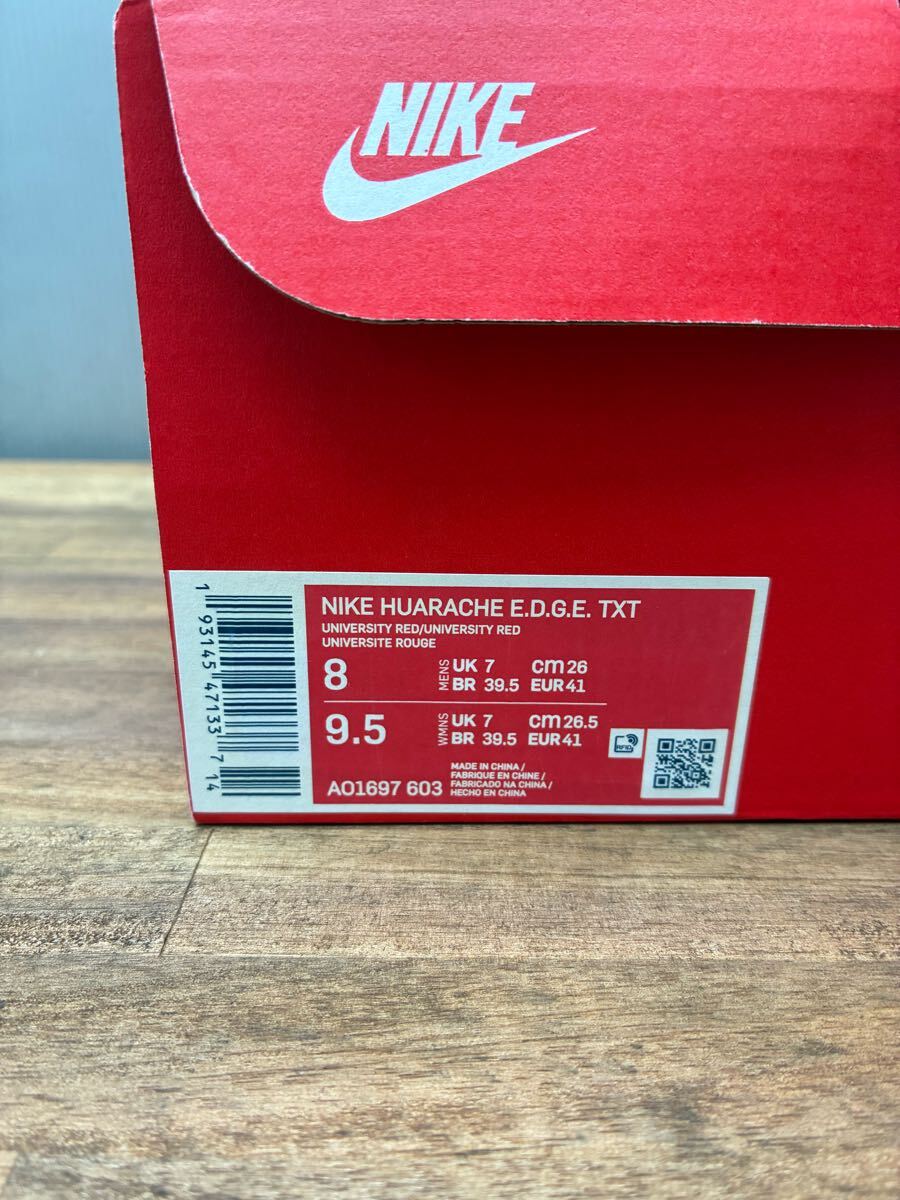 NIKE
NIKE HUARACHE E.D.G.E. TXT
UNIVERSITY RED/UNIVERSITY RED
UNIVERSITE ROUGE
8 MENS UK 7 cm 26
BR 39.5 EUR 41
9.5 WMNS UK 7 cm 26.5
BR 39.5 EUR 41
RFID
AO1697 603
MADE IN CHINA /
FABRIQUE EN CHINE /
FABRICADO NA CHINA /
HECHO EN CHINA
1 93145 47133 7 14